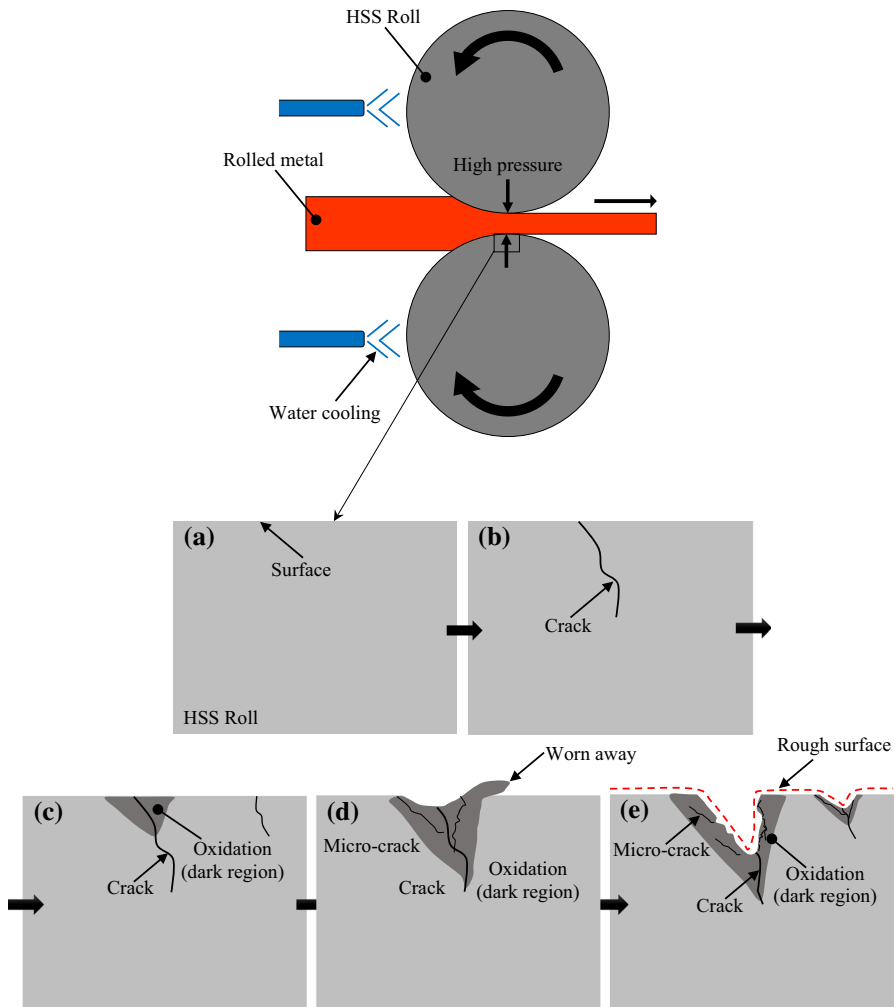 HSS Roll
High pressure
Rolled metal
Water cooling
(a)
Surface
HSS Roll
(b)
Crack
(c)
Oxidation
(dark region)
Crack
(d)
Worn away
Micro-crack
Crack
Oxidation
(dark region)
(e)
Rough surface
Micro-crack
Oxidation
(dark region)
Crack